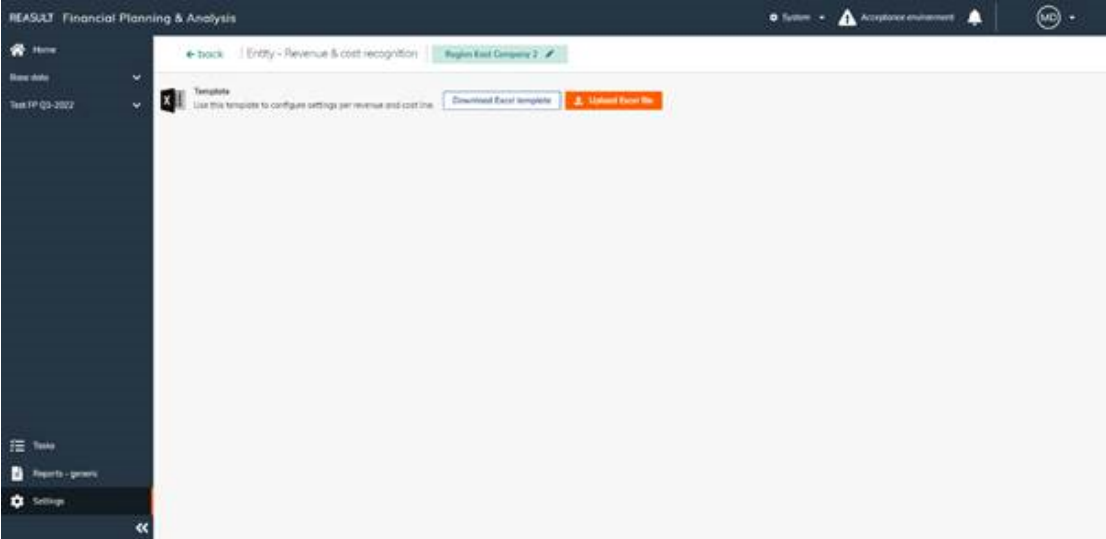 REASULT Financial Planning & Analysis
System
Acceptance environment
MD
Home
← back | Entity - Revenue & cost recognition
Region East Company 2
Base data
Test FP Q3-2022
Template
Use this template to configure settings per revenue and cost line.
Download Excel template
Upload Excel file
Tasks
Reports - generic
Settings